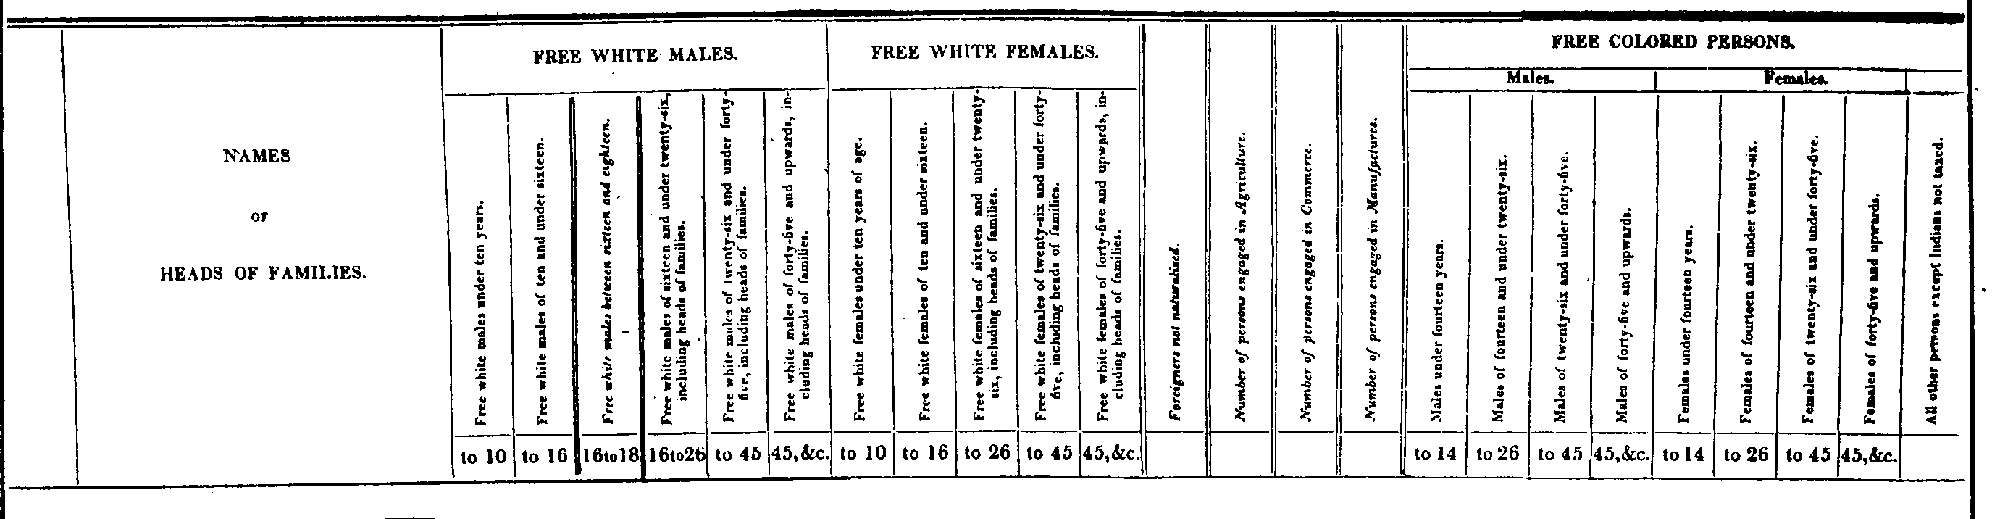 NAMES
OF
HEADS OF FAMILIES.
FREE WHITE MALES.
Free white males under ten years.
Free white males of ten and under sixteen.
Free white males between sixteen and eighteen.
Free white males of sixteen and under twenty-six,
including heads of families.
Free white males of twenty-six and under forty-
five, including heads of families.
Free white males of forty-five and upwards, in-
cluding heads of families.
to 10
to 16
16to18
16to26
to 45
45,&c.
FREE WHITE FEMALES.
Free white females under ten years of age.
Free white females of ten and under sixteen.
Free white females of sixteen and under twenty-
six, including heads of families.
Free white females of twenty-six and under forty-
five, including heads of families.
Free white females of forty-five and upwards, in-
cluding heads of families.
to 10
to 16
to 26
to 45
45,&c.
Foreigners not naturalized.
Number of persons engaged in Agriculture.
Number of persons engaged in Commerce.
Number of persons engaged in Manufactures.
FREE COLORED PERSONS.
Males.
Males under fourteen years.
Males of fourteen and under twenty-six.
Males of twenty-six and under forty-five.
Males of forty-five and upwards.
to 14
to 26
to 45
45,&c.
Females.
Females under fourteen years.
Females of fourteen and under twenty-six.
Females of twenty-six and under forty-five.
Females of forty-five and upwards.
to 14
to 26
to 45
45,&c.
All other persons except Indians not taxed.